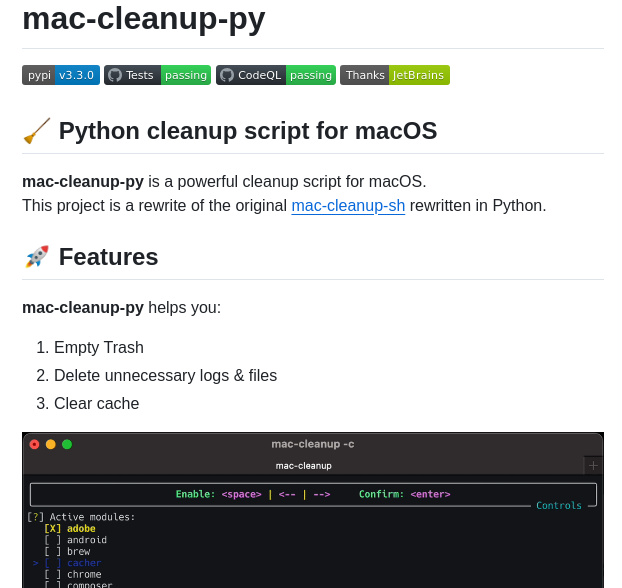 mac-cleanup-py
pypi v3.3.0 Tests passing CodeQL passing Thanks JetBrains
🧹 Python cleanup script for macOS
mac-cleanup-py is a powerful cleanup script for macOS.
This project is a rewrite of the original mac-cleanup-sh rewritten in Python.
🚀 Features
mac-cleanup-py helps you:
1. Empty Trash
2. Delete unnecessary logs & files
3. Clear cache
mac-cleanup -c
mac-cleanup
Enable: <space> | <-- | --> Confirm: <enter>
Controls
[?] Active modules:
[X] adobe
[ ] android
[ ] brew
> [ ] cacher
[ ] chrome
[ ] composer